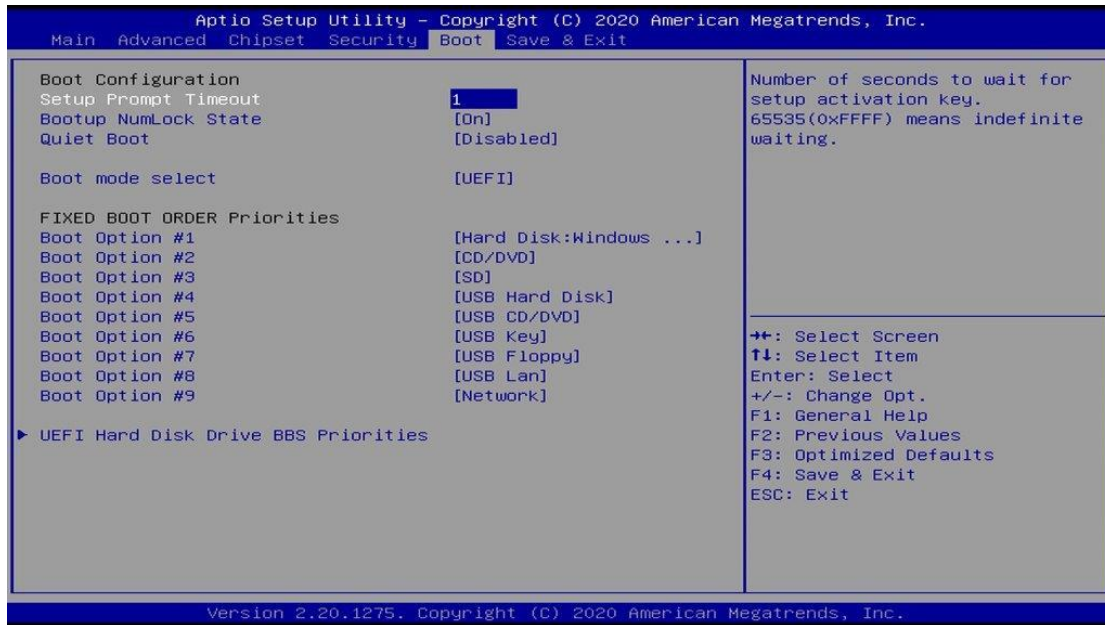 Aptio Setup Utility – Copyright (C) 2020 American Megatrends, Inc.
Main Advanced Chipset Security Boot Save & Exit
Boot Configuration
Setup Prompt Timeout 1
Bootup NumLock State [On]
Quiet Boot [Disabled]
Boot mode select [UEFI]
FIXED BOOT ORDER Priorities
Boot Option #1 [Hard Disk:Windows ...]
Boot Option #2 [CD/DVD]
Boot Option #3 [SD]
Boot Option #4 [USB Hard Disk]
Boot Option #5 [USB CD/DVD]
Boot Option #6 [USB Key]
Boot Option #7 [USB Floppy]
Boot Option #8 [USB Lan]
Boot Option #9 [Network]
▶ UEFI Hard Disk Drive BBS Priorities
Number of seconds to wait for
setup activation key.
65535(0xFFFF) means indefinite
waiting.
→←: Select Screen
↑↓: Select Item
Enter: Select
+/-: Change Opt.
F1: General Help
F2: Previous Values
F3: Optimized Defaults
F4: Save & Exit
ESC: Exit
Version 2.20.1275. Copyright (C) 2020 American Megatrends, Inc.